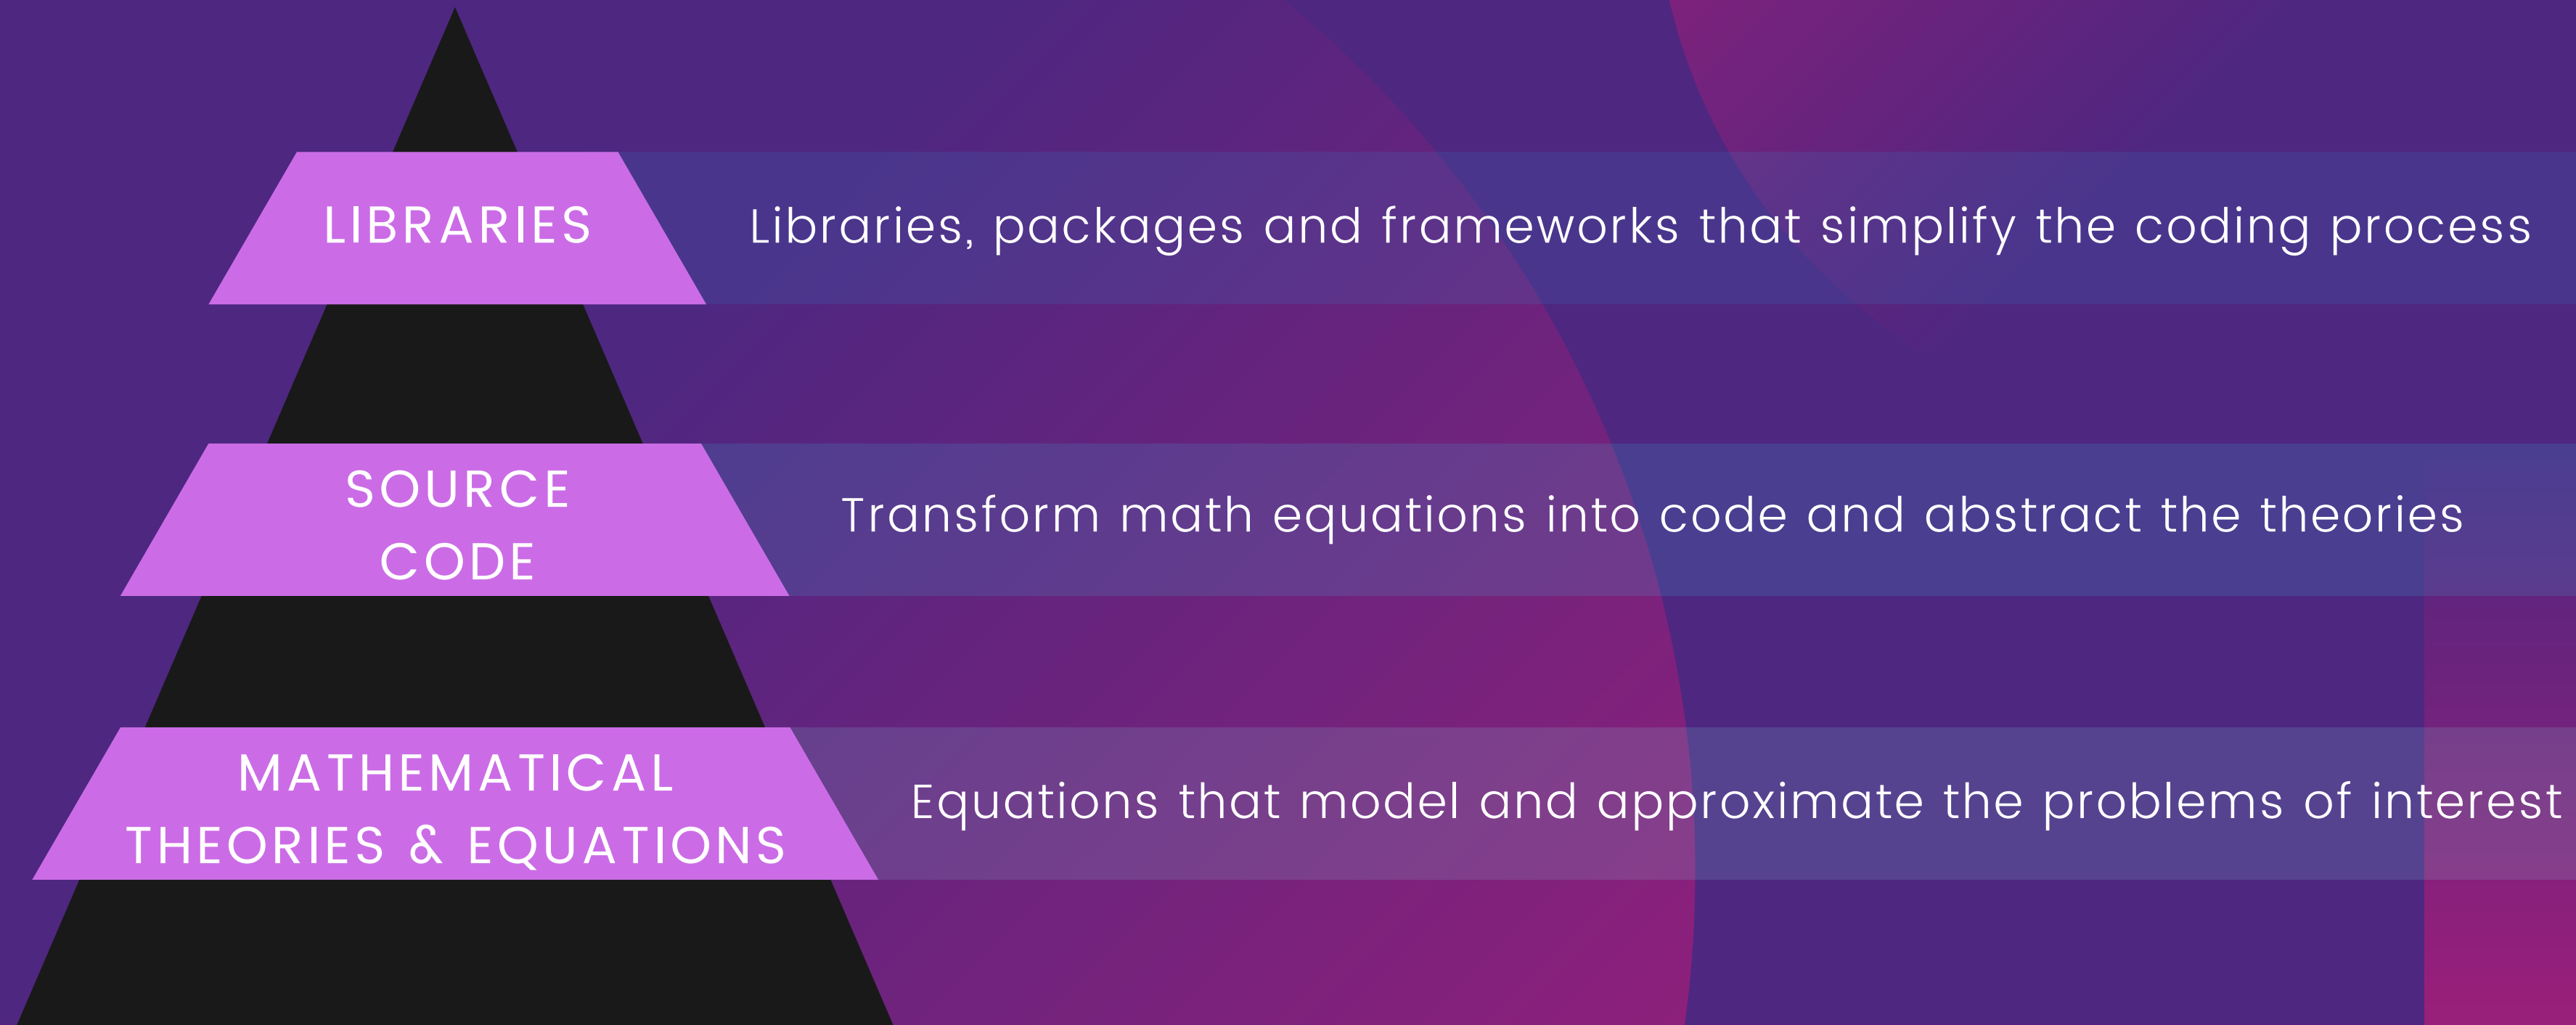 LIBRARIES
Libraries, packages and frameworks that simplify the coding process
SOURCE
CODE
Transform math equations into code and abstract the theories
MATHEMATICAL
THEORIES & EQUATIONS
Equations that model and approximate the problems of interest